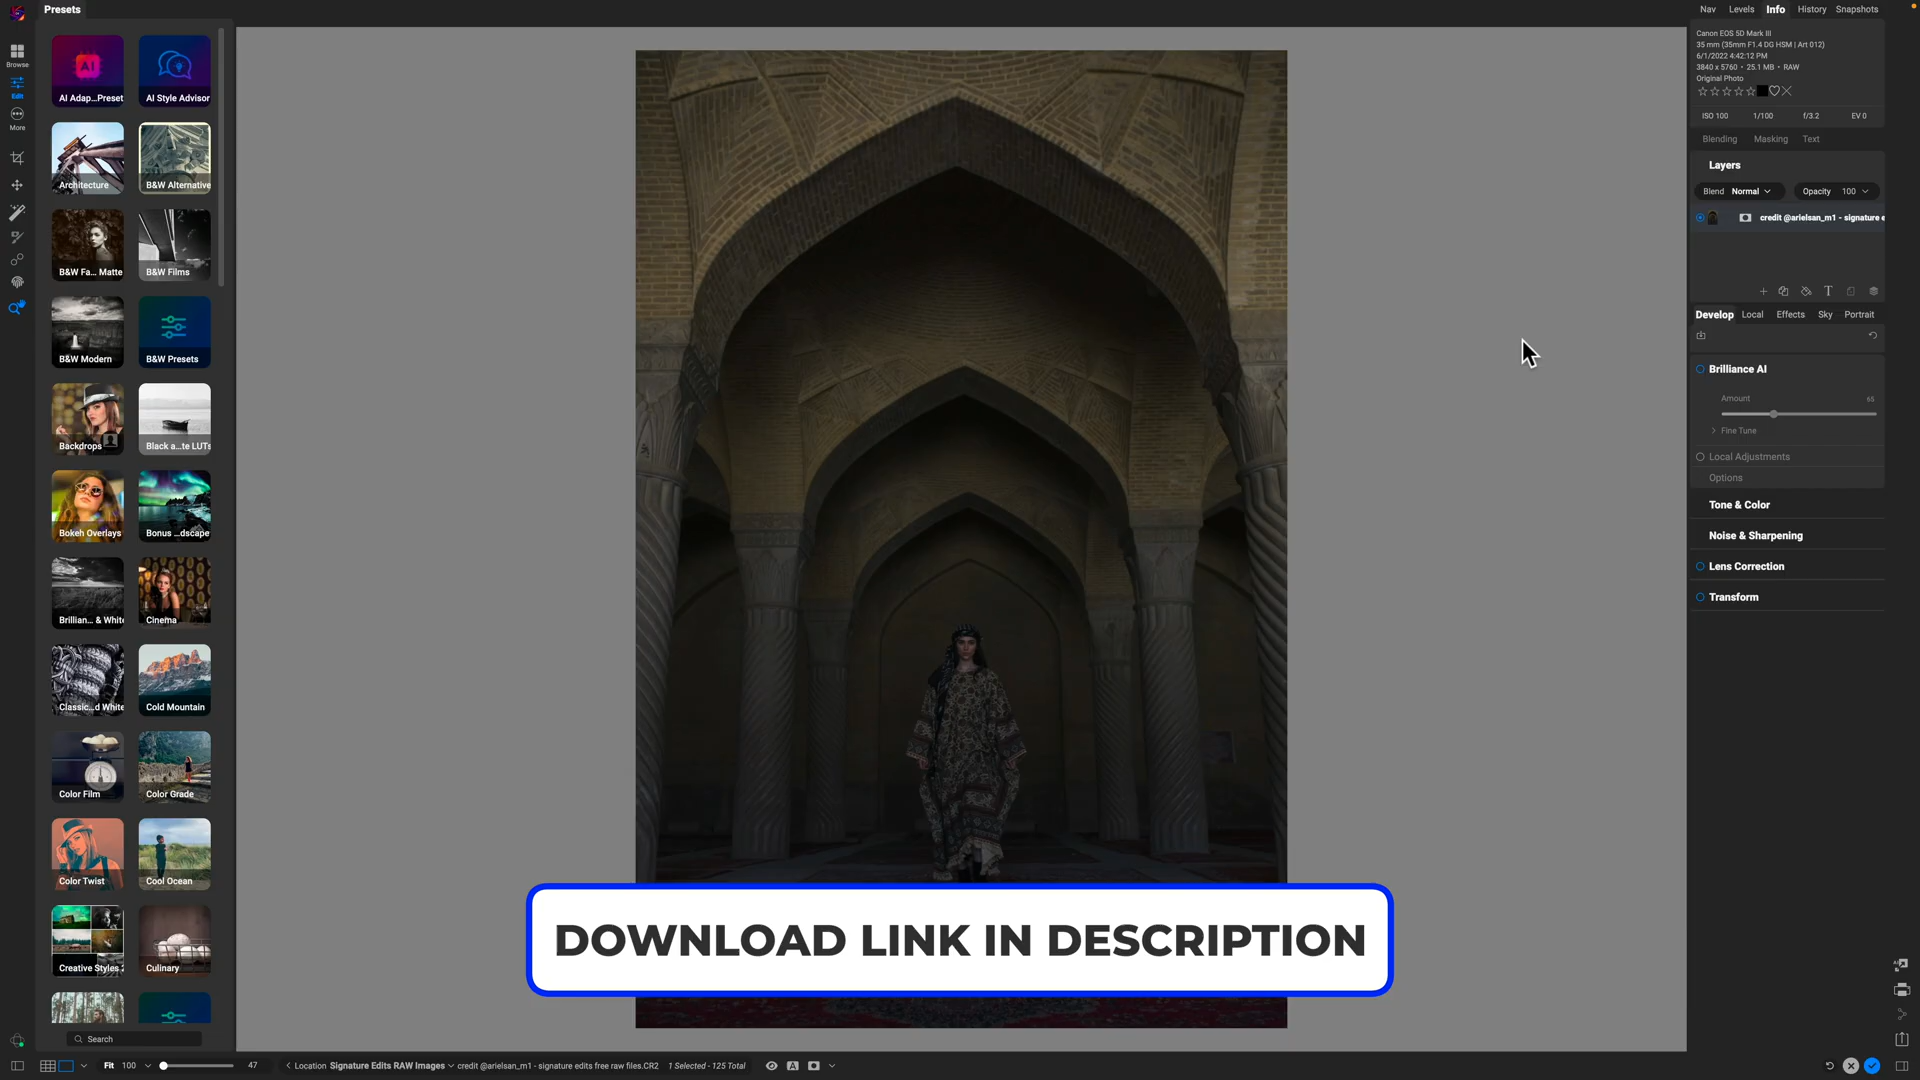 Presets
Nav Levels Info History Snapshots
Browse
Edit
More
AI Adap...Preset
AI Style Advisor
Architecture
B&W Alternative
B&W Fa... Matte
B&W Films
B&W Modern
B&W Presets
Backdrops
Black a...te LUTs
Bokeh Overlays
Bonus ...dscape
Brillian... & White
Cinema
Classic...d White
Cold Mountain
Color Film
Color Grade
Color Twist
Cool Ocean
Creative Styles 2
Culinary
Search
Canon EOS 5D Mark III
35 mm (35mm F1.4 DG HSM | Art 012)
6/1/2022 4:42:12 PM
3840 x 5760 • 25.1 MB • RAW
Original Photo
ISO 100 1/100 f/3.2 EV 0
Blending Masking Text
Layers
Blend Normal Opacity 100
credit @arielsan_m1 - signature e
Develop Local Effects Sky Portrait
Brilliance AI
Amount 65
Fine Tune
Local Adjustments
Options
Tone & Color
Noise & Sharpening
Lens Correction
Transform
DOWNLOAD LINK IN DESCRIPTION
Fit 100 47 Location Signature Edits RAW Images credit @arielsan_m1 - signature edits free raw files.CR2 1 Selected - 125 Total